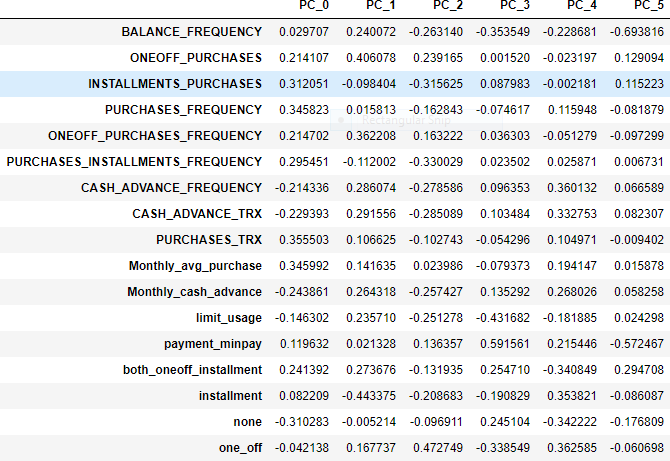 PC_0 PC_1 PC_2 PC_3 PC_4 PC_5
BALANCE_FREQUENCY 0.029707 0.240072 -0.263140 -0.353549 -0.228681 -0.693816
ONEOFF_PURCHASES 0.214107 0.406078 0.239165 0.001520 -0.023197 0.129094
INSTALLMENTS_PURCHASES 0.312051 -0.098404 -0.315625 0.087983 -0.002181 0.115223
PURCHASES_FREQUENCY 0.345823 0.015813 -0.162843 -0.074617 0.115948 -0.081879
Rectangular Snip
ONEOFF_PURCHASES_FREQUENCY 0.214702 0.362208 0.163222 0.036303 -0.051279 -0.097299
PURCHASES_INSTALLMENTS_FREQUENCY 0.295451 -0.112002 -0.330029 0.023502 0.025871 0.006731
CASH_ADVANCE_FREQUENCY -0.214336 0.286074 -0.278586 0.096353 0.360132 0.066589
CASH_ADVANCE_TRX -0.229393 0.291556 -0.285089 0.103484 0.332753 0.082307
PURCHASES_TRX 0.355503 0.106625 -0.102743 -0.054296 0.104971 -0.009402
Monthly_avg_purchase 0.345992 0.141635 0.023986 -0.079373 0.194147 0.015878
Monthly_cash_advance -0.243861 0.264318 -0.257427 0.135292 0.268026 0.058258
limit_usage -0.146302 0.235710 -0.251278 -0.431682 -0.181885 0.024298
payment_minpay 0.119632 0.021328 0.136357 0.591561 0.215446 -0.572467
both_oneoff_installment 0.241392 0.273676 -0.131935 0.254710 -0.340849 0.294708
installment 0.082209 -0.443375 -0.208683 -0.190829 0.353821 -0.086087
none -0.310283 -0.005214 -0.096911 0.245104 -0.342222 -0.176809
one_off -0.042138 0.167737 0.472749 -0.338549 0.362585 -0.060698